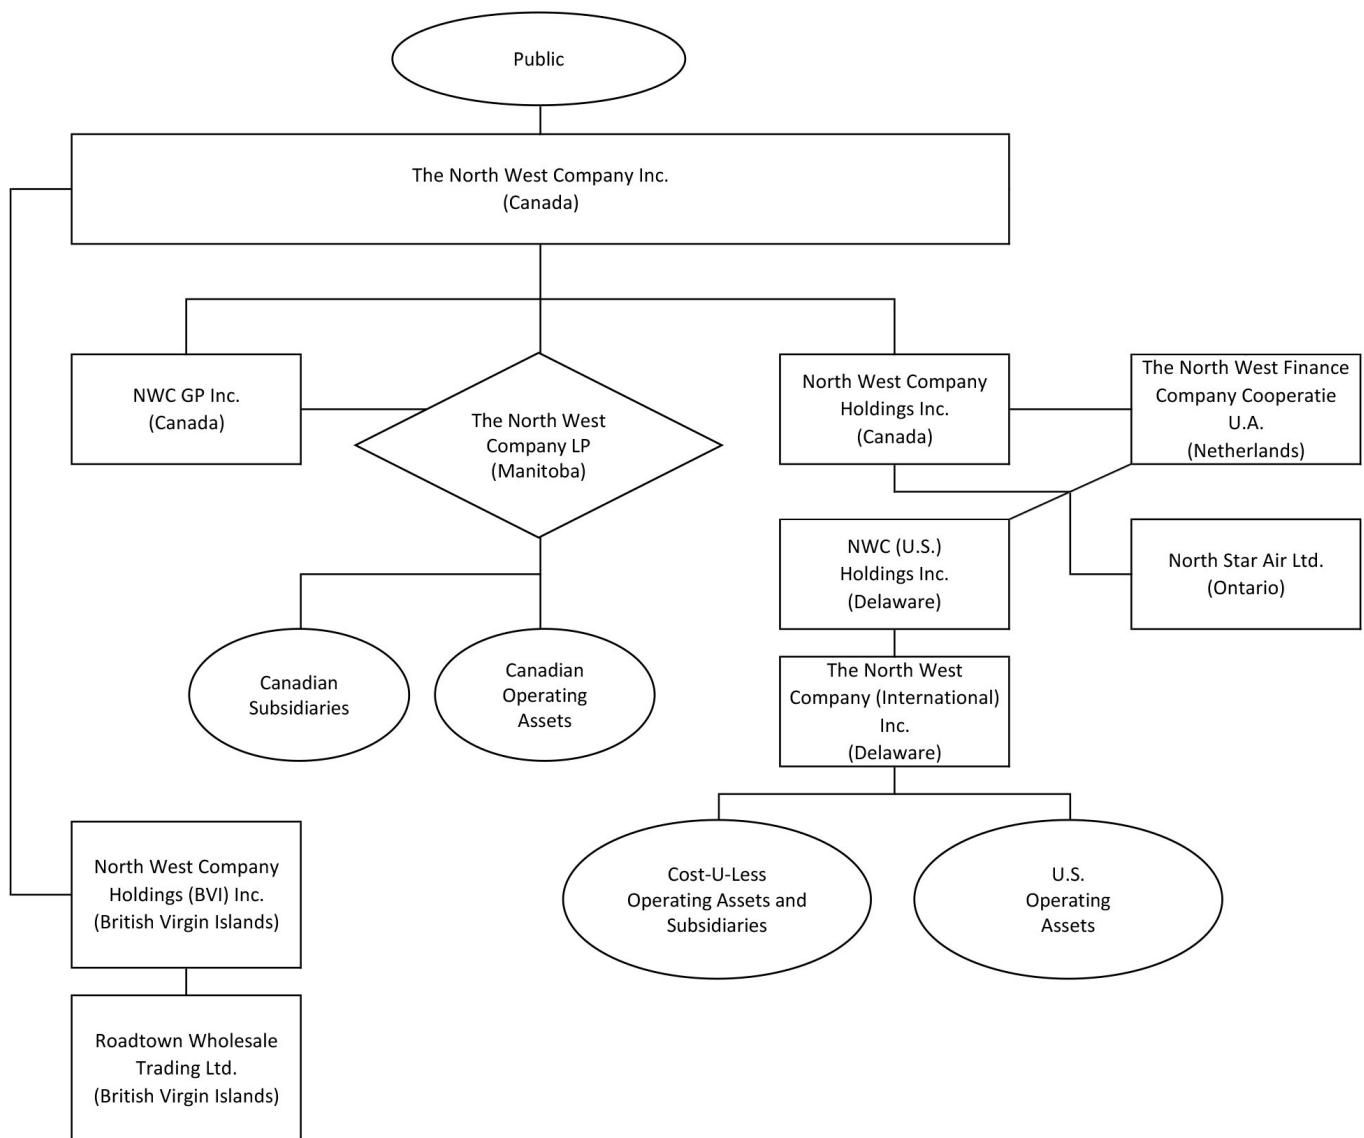 Public
The North West Company Inc.
(Canada)
NWC GP Inc.
(Canada)
The North West
Company LP
(Manitoba)
North West Company
Holdings Inc.
(Canada)
The North West Finance
Company Cooperatie
U.A.
(Netherlands)
NWC (U.S.)
Holdings Inc.
(Delaware)
North Star Air Ltd.
(Ontario)
Canadian
Subsidiaries
Canadian
Operating
Assets
The North West
Company (International)
Inc.
(Delaware)
North West Company
Holdings (BVI) Inc.
(British Virgin Islands)
Cost-U-Less
Operating Assets and
Subsidiaries
U.S.
Operating
Assets
Roadtown Wholesale
Trading Ltd.
(British Virgin Islands)